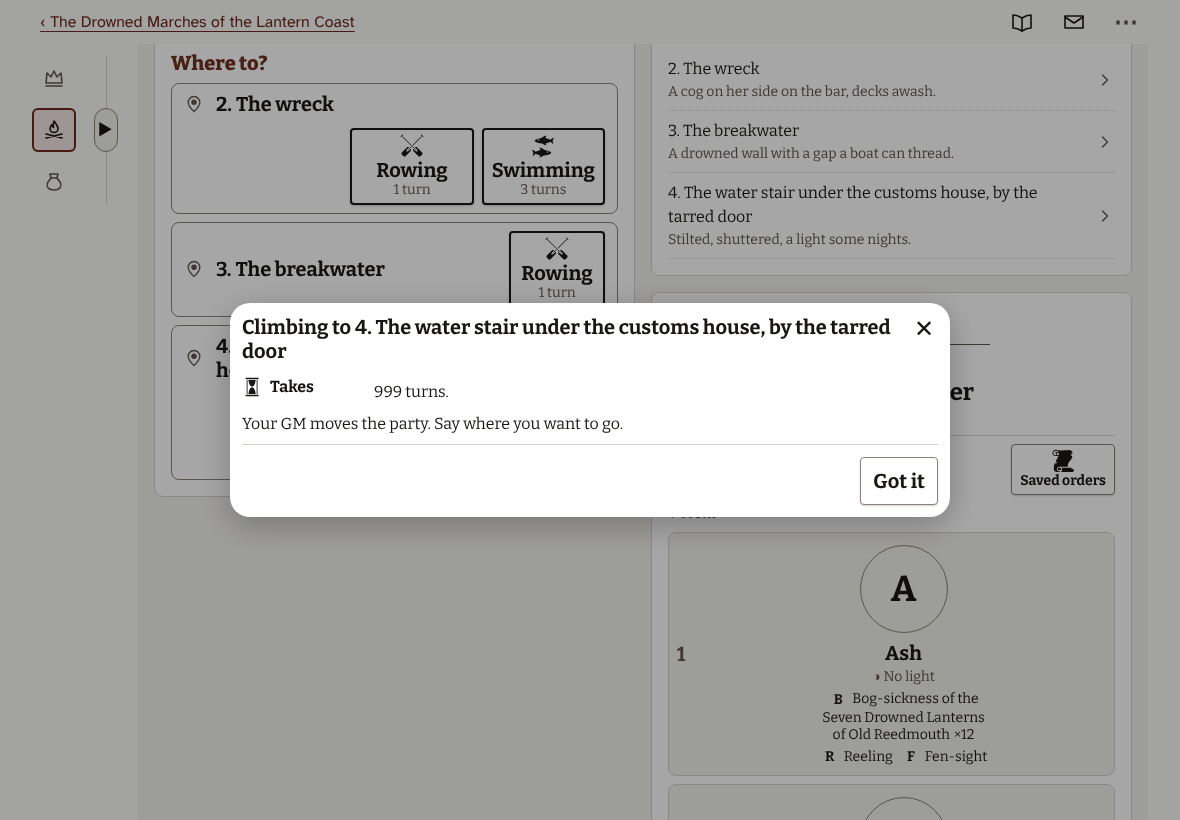 ‹ The Drowned Marches of the Lantern Coast
Where to?
2. The wreck
Rowing
1 turn
Swimming
3 turns
3. The breakwater
Rowing
1 turn
4.
2. The wreck
A cog on her side on the bar, decks awash.
3. The breakwater
A drowned wall with a gap a boat can thread.
4. The water stair under the customs house, by the
tarred door
Stilted, shuttered, a light some nights.
Climbing to 4. The water stair under the customs house, by the tarred
door
Takes
999 turns.
Your GM moves the party. Say where you want to go.
Got it
er
Saved orders
1
A
Ash
No light
B Bog-sickness of the
Seven Drowned Lanterns
of Old Reedmouth ×12
R Reeling F Fen-sight